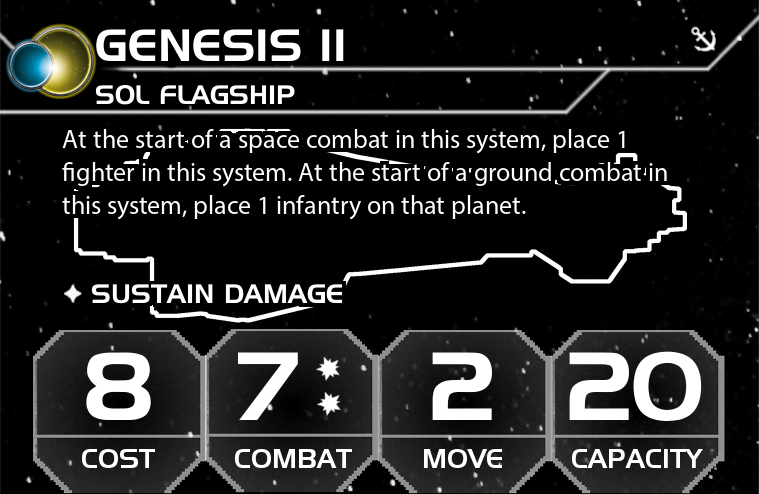 GENESIS II
SOL FLAGSHIP
At the start of a space combat in this system, place 1
fighter in this system. At the start of a ground combat in
this system, place 1 infantry on that planet.
SUSTAIN DAMAGE
8 7 2 20
COST COMBAT MOVE CAPACITY